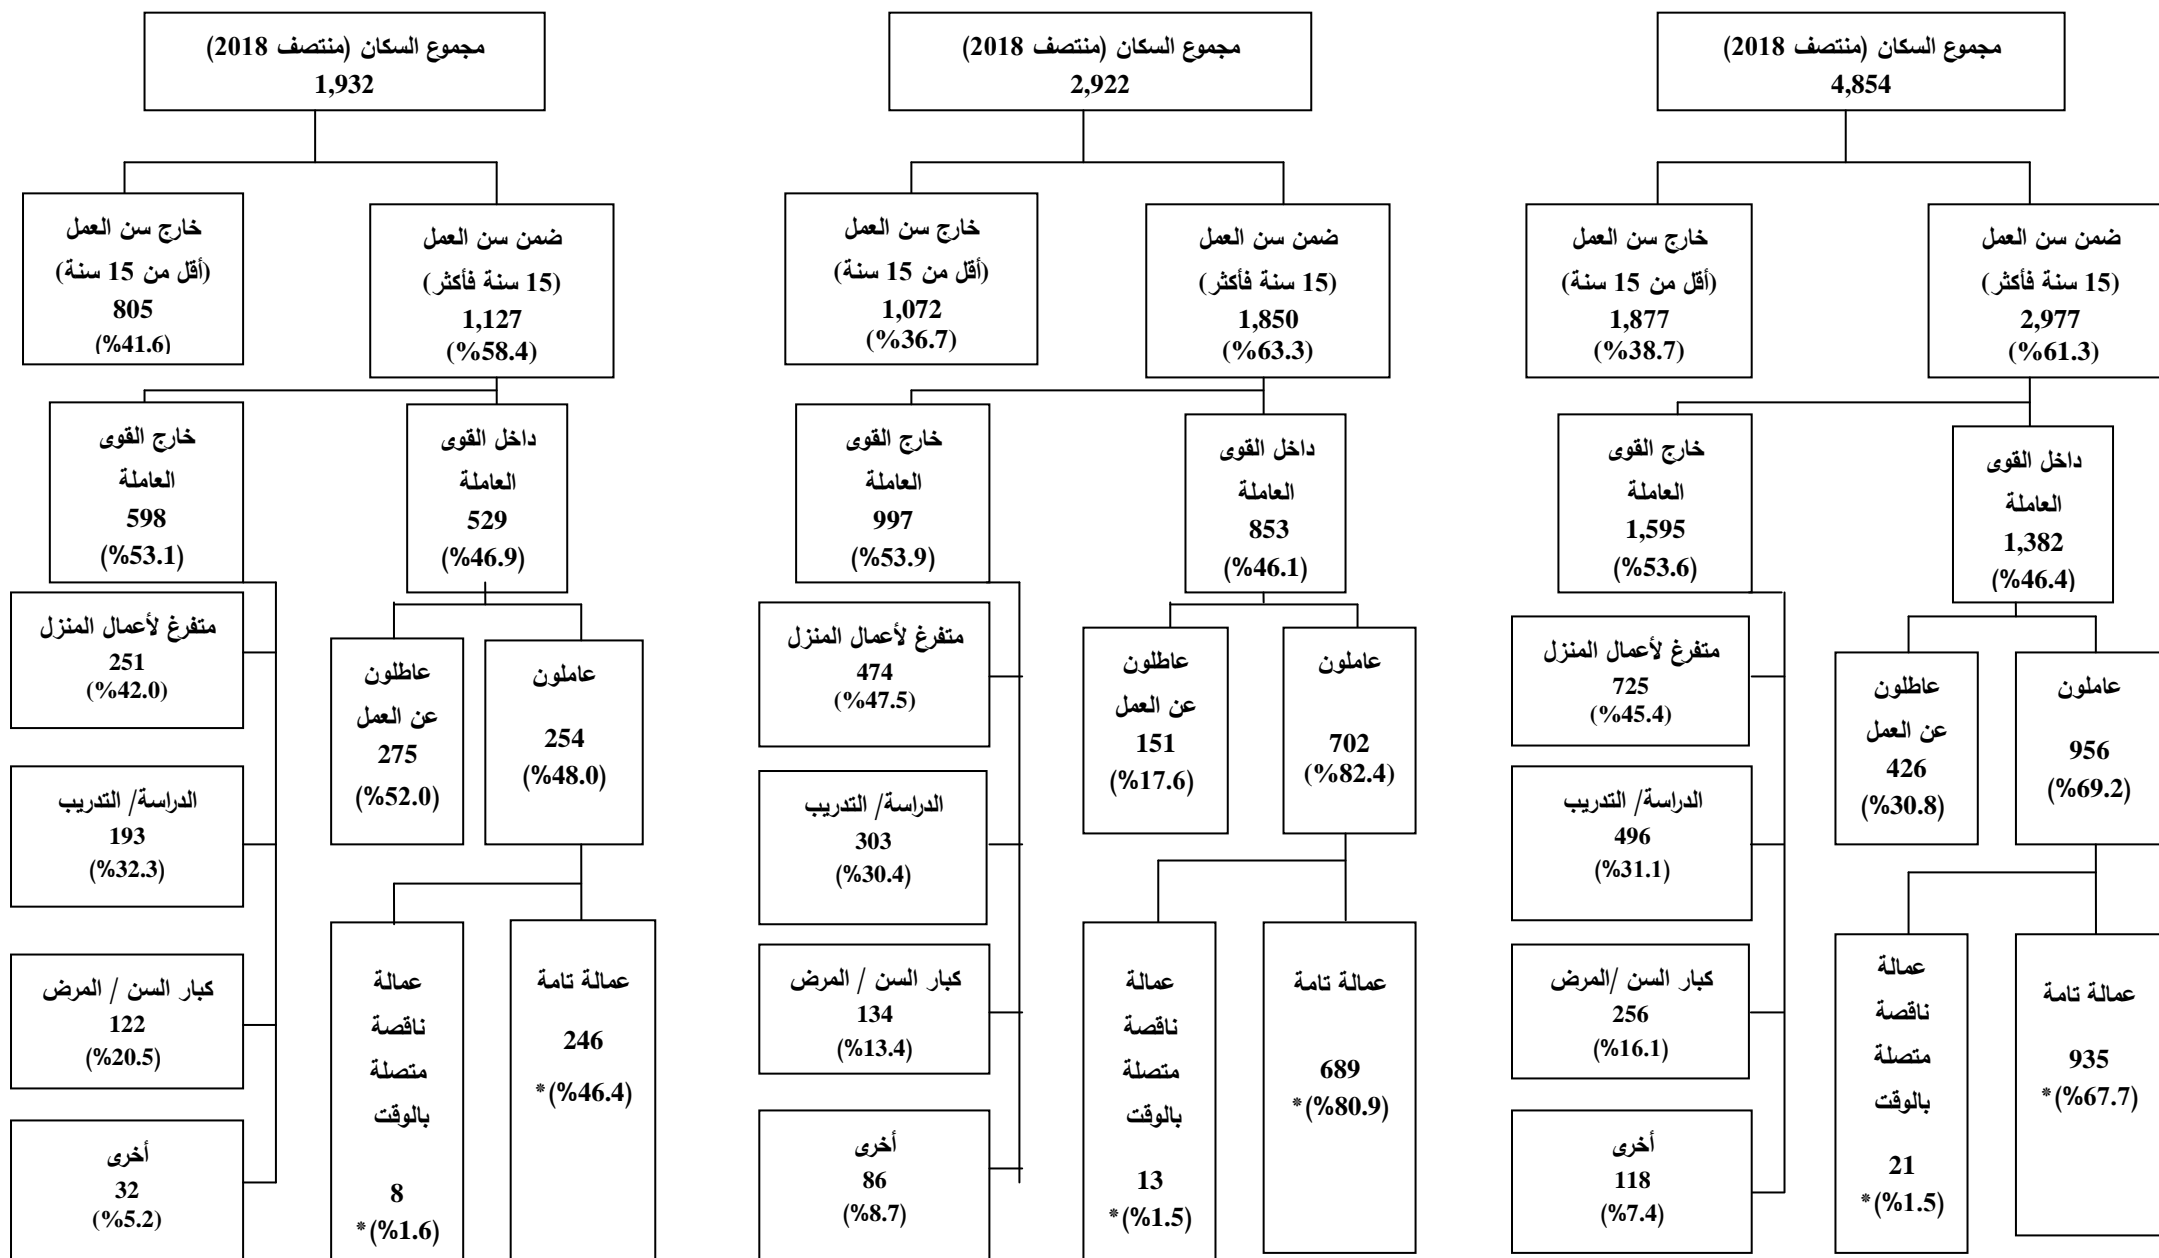 مجموع السكان (منتصف 2018)
4,854
ضمن سن العمل
(15 سنة فأكثر)
2,977
(%61.3)
خارج سن العمل
(أقل من 15 سنة)
1,877
(%38.7)
داخل القوى
العاملة
1,382
(%46.4)
خارج القوى
العاملة
1,595
(%53.6)
عاملون
956
(%69.2)
عاطلون
عن العمل
426
(%30.8)
متفرغ لأعمال المنزل
725
(%45.4)
الدراسة/ التدريب
496
(%31.1)
كبار السن /المرض
256
(%16.1)
أخرى
118
(%7.4)
عمالة تامة
935
*(%67.7)
عمالة
ناقصة
متصلة
بالوقت
21
*(%1.5)
مجموع السكان (منتصف 2018)
2,922
ضمن سن العمل
(15 سنة فأكثر)
1,850
(%63.3)
خارج سن العمل
(أقل من 15 سنة)
1,072
(%36.7)
داخل القوى
العاملة
853
(%46.1)
خارج القوى
العاملة
997
(%53.9)
عاملون
702
(%82.4)
عاطلون
عن العمل
151
(%17.6)
متفرغ لأعمال المنزل
474
(%47.5)
الدراسة/ التدريب
303
(%30.4)
كبار السن / المرض
134
(%13.4)
أخرى
86
(%8.7)
عمالة تامة
689
*(%80.9)
عمالة
ناقصة
متصلة
بالوقت
13
*(%1.5)
مجموع السكان (منتصف 2018)
1,932
ضمن سن العمل
(15 سنة فأكثر)
1,127
(%58.4)
خارج سن العمل
(أقل من 15 سنة)
805
(%41.6)
داخل القوى
العاملة
529
(%46.9)
خارج القوى
العاملة
598
(%53.1)
عاملون
254
(%48.0)
عاطلون
عن العمل
275
(%52.0)
متفرغ لأعمال المنزل
251
(%42.0)
الدراسة/ التدريب
193
(%32.3)
كبار السن / المرض
122
(%20.5)
أخرى
32
(%5.2)
عمالة تامة
246
*(%46.4)
عمالة
ناقصة
متصلة
بالوقت
8
*(%1.6)